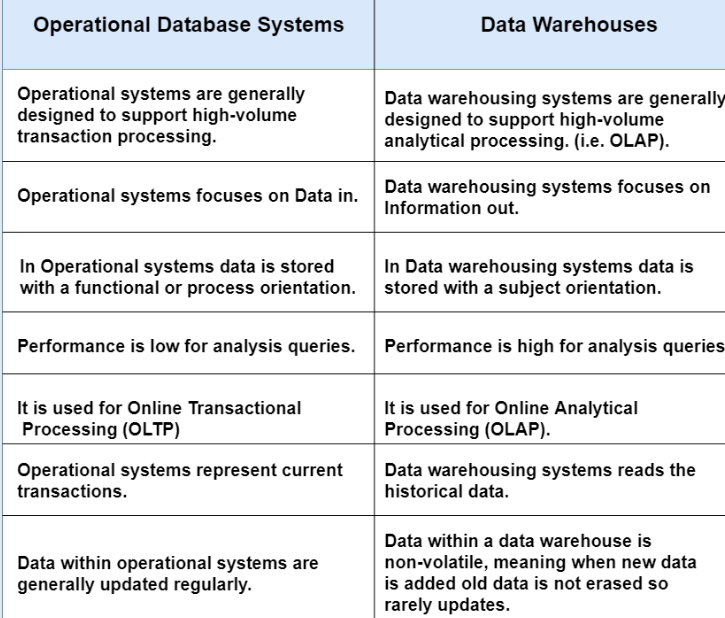 Operational Database Systems
Data Warehouses
Operational systems are generally
designed to support high-volume
transaction processing.
Data warehousing systems are generally
designed to support high-volume
analytical processing. (i.e. OLAP).
Operational systems focuses on Data in.
Data warehousing systems focuses on
Information out.
In Operational systems data is stored
with a functional or process orientation.
In Data warehousing systems data is
stored with a subject orientation.
Performance is low for analysis queries.
Performance is high for analysis queries
It is used for Online Transactional
Processing (OLTP)
It is used for Online Analytical
Processing (OLAP).
Operational systems represent current
transactions.
Data warehousing systems reads the
historical data.
Data within operational systems are
generally updated regularly.
Data within a data warehouse is
non-volatile, meaning when new data
is added old data is not erased so
rarely updates.